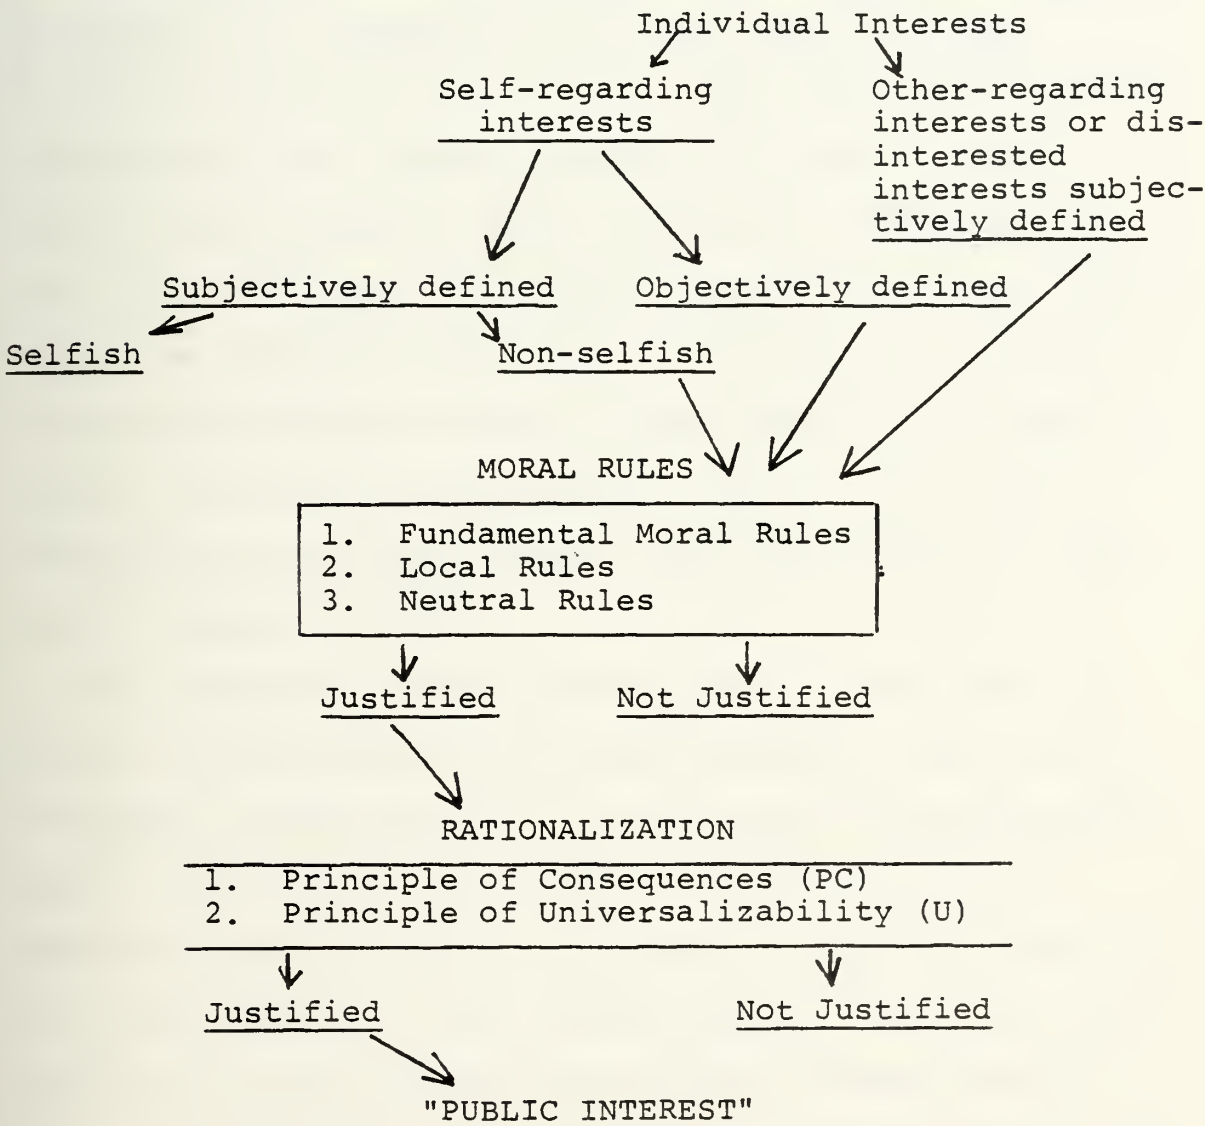 Individual Interests
Self-regarding
interests
Other-regarding
interests or dis-
interested
interests subjec-
tively defined
Subjectively defined
Objectively defined
Selfish
Non-selfish
MORAL RULES
1. Fundamental Moral Rules
2. Local Rules
3. Neutral Rules
Justified
Not Justified
RATIONALIZATION
1. Principle of Consequences (PC)
2. Principle of Universalizability (U)
Justified
Not Justified
"PUBLIC INTEREST"